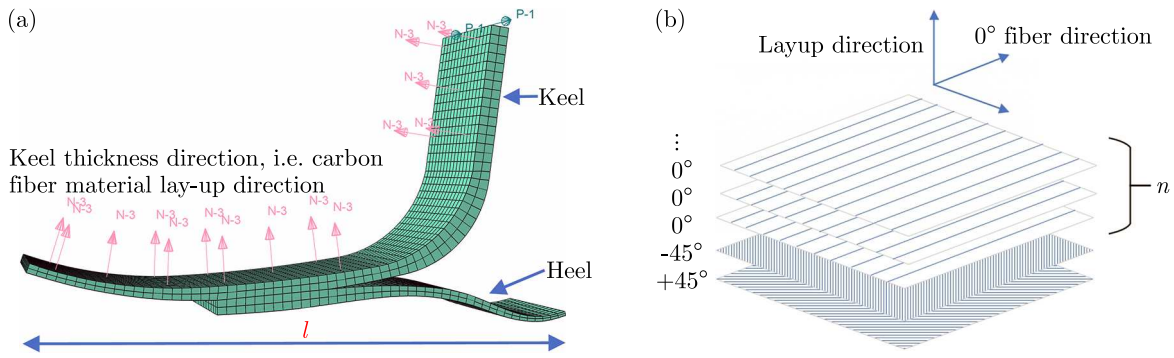 (a)
N-3
N-3
P-1
P-1
N-3
N-3
N-3
N-3
Keel
Keel thickness direction, i.e. carbon
fiber material lay-up direction
N-3
N-3
N-3
N-3
N-3
N-3
N-3
N-3
N-3
N-3
Heel
l
(b)
Layup direction
0° fiber direction
⋮
0°
0°
0°
-45°
+45°
n